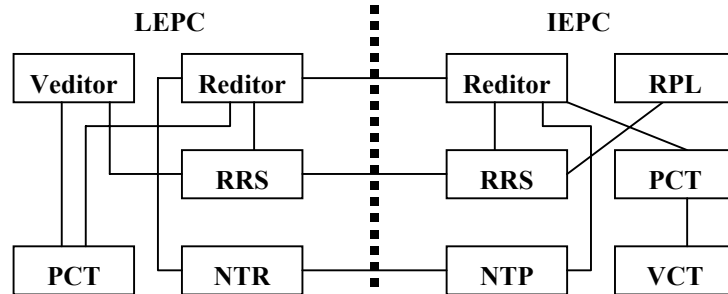 LEPC IEPC
Veditor Reditor Reditor RPL
RRS RRS PCT
PCT NTR NTP VCT